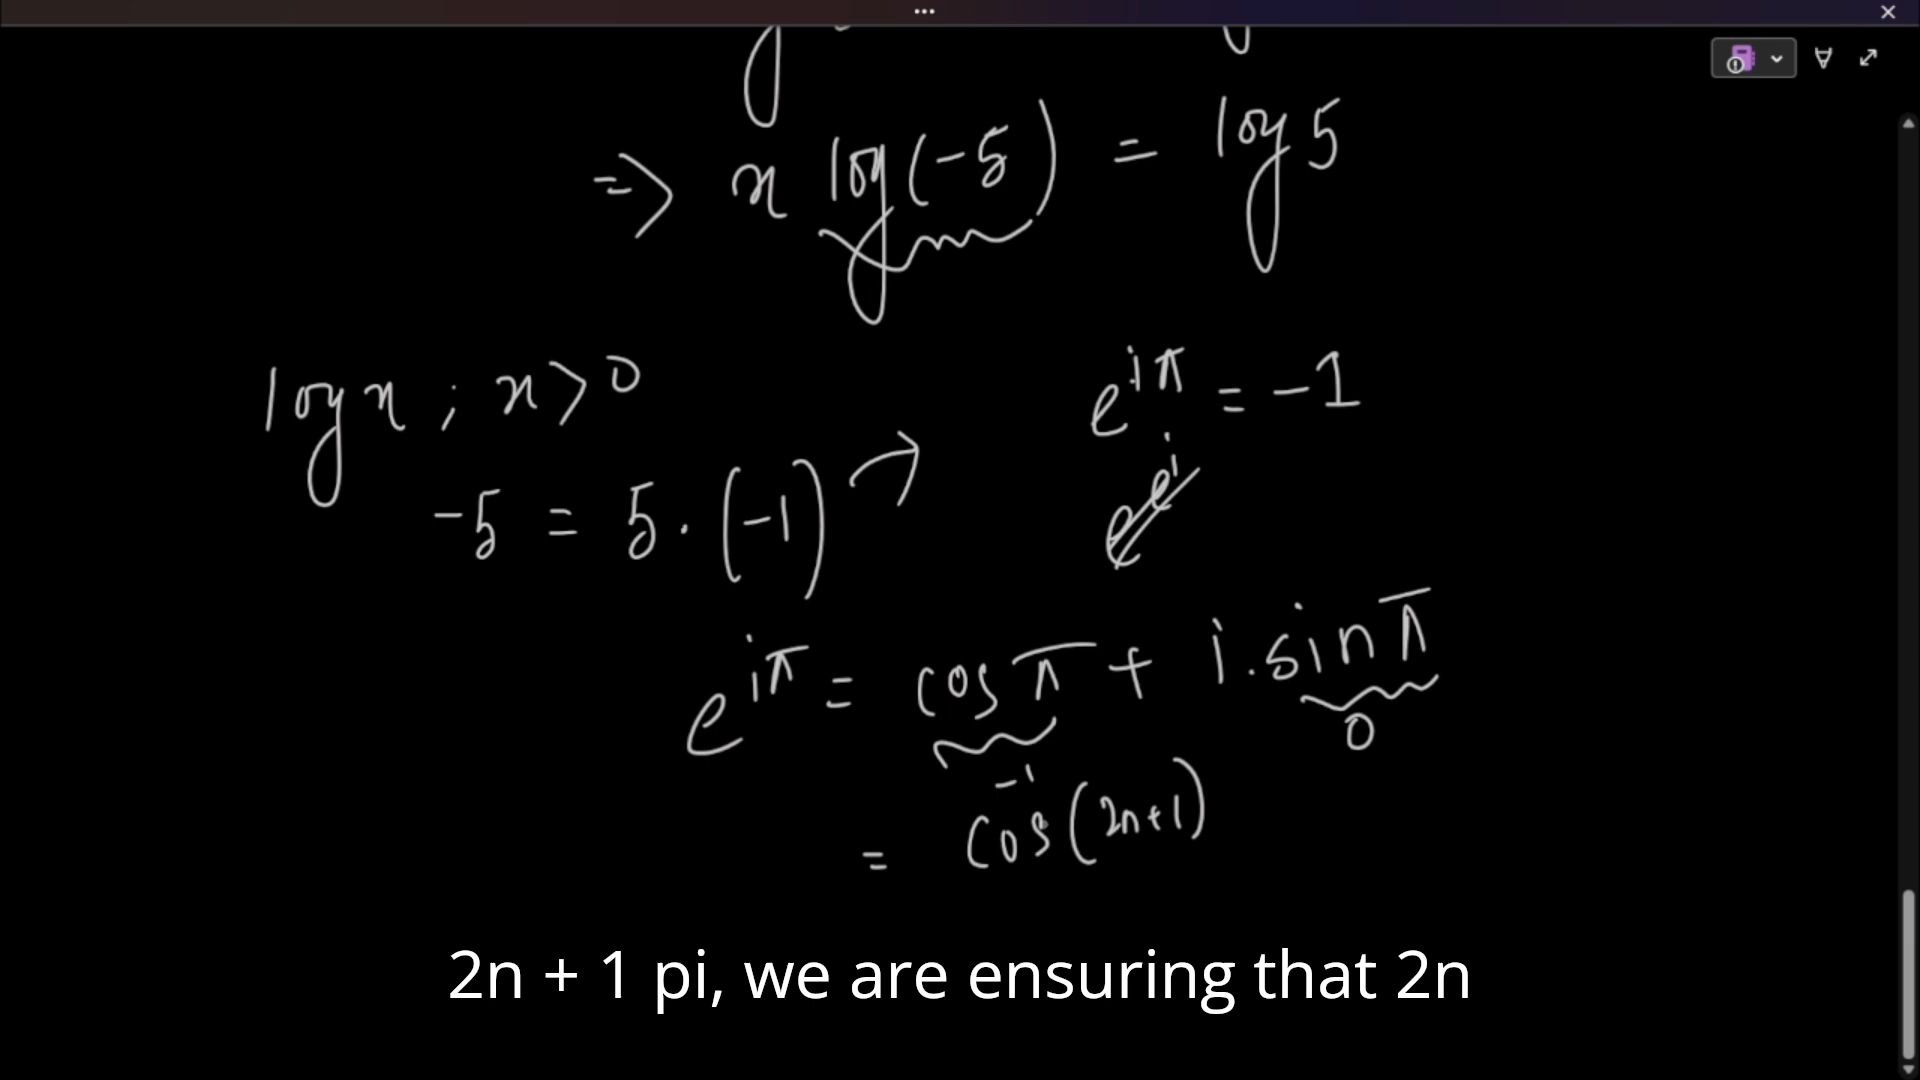 => x log(-5) = log 5
log x ; x > 0
e^{iπ} = -1
e^{e^i}
-5 = 5 · (-1) →
e^{iπ} = cos π + i. sin π
-1
0
= cos(2n+1)
2n + 1 pi, we are ensuring that 2n